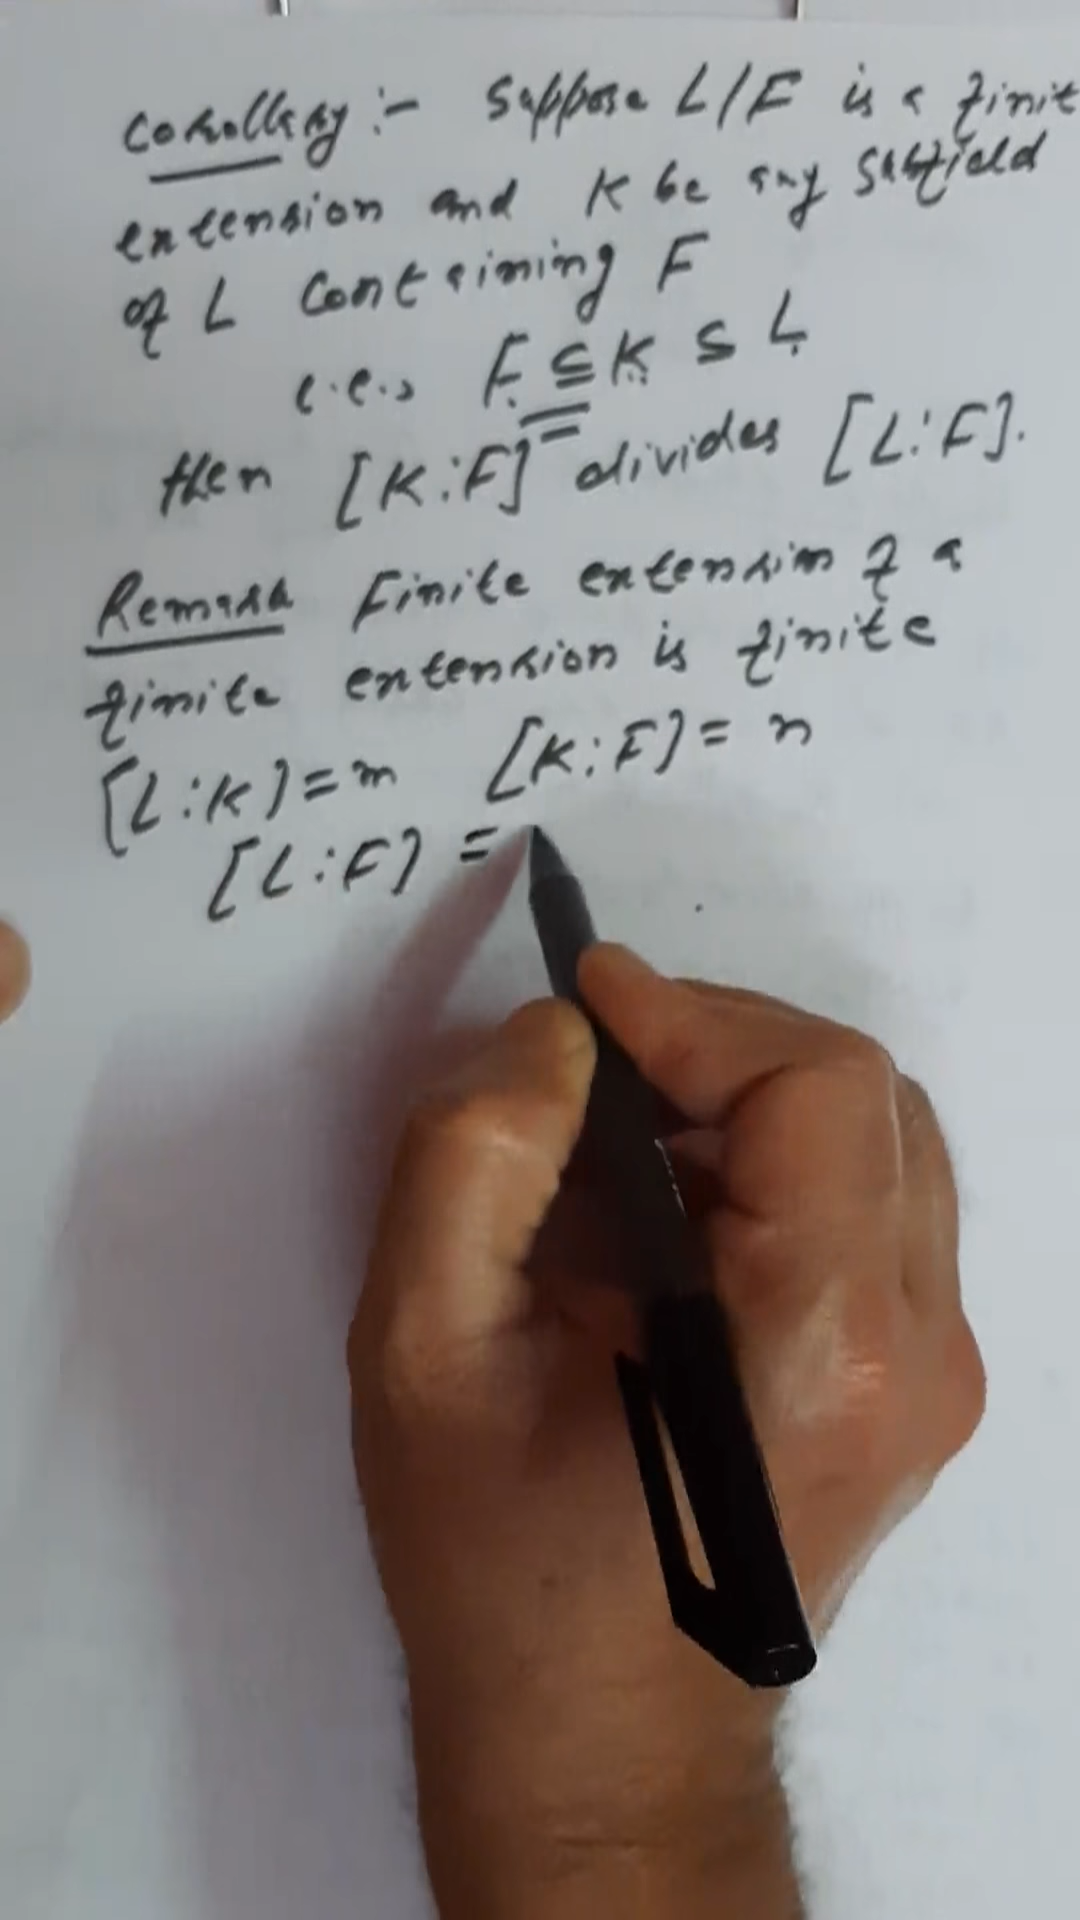 Corollary :- Suppose L/F is a finit
extension and K be any subfield
of L containing F
i.e., F ⊆ K ⊆ L
then [K:F] divides [L:F].
Remark Finite extension of a
finite extension is finite
[L:K] = m [K:F] = n
[L:F] =